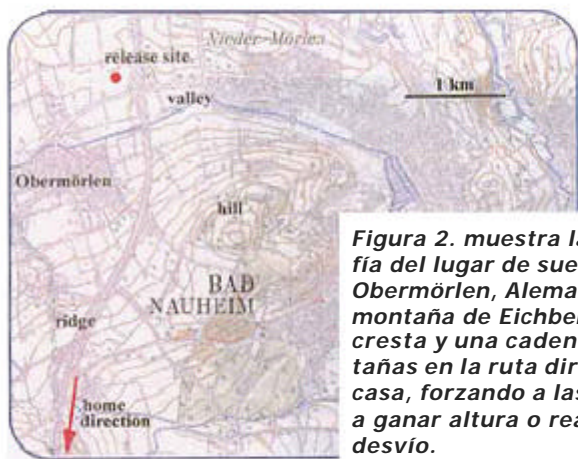 Nieder-Mörlen
release site
valley
1 km
Obermörlen
hill
BAD
NAUHEIM
ridge
home
direction
Figura 2. muestra l
fía del lugar de sue
Obermörlen, Alema
montaña de Eichbe
cresta y una caden
tañas en la ruta dir
casa, forzando a las
a ganar altura o rea
desvío.